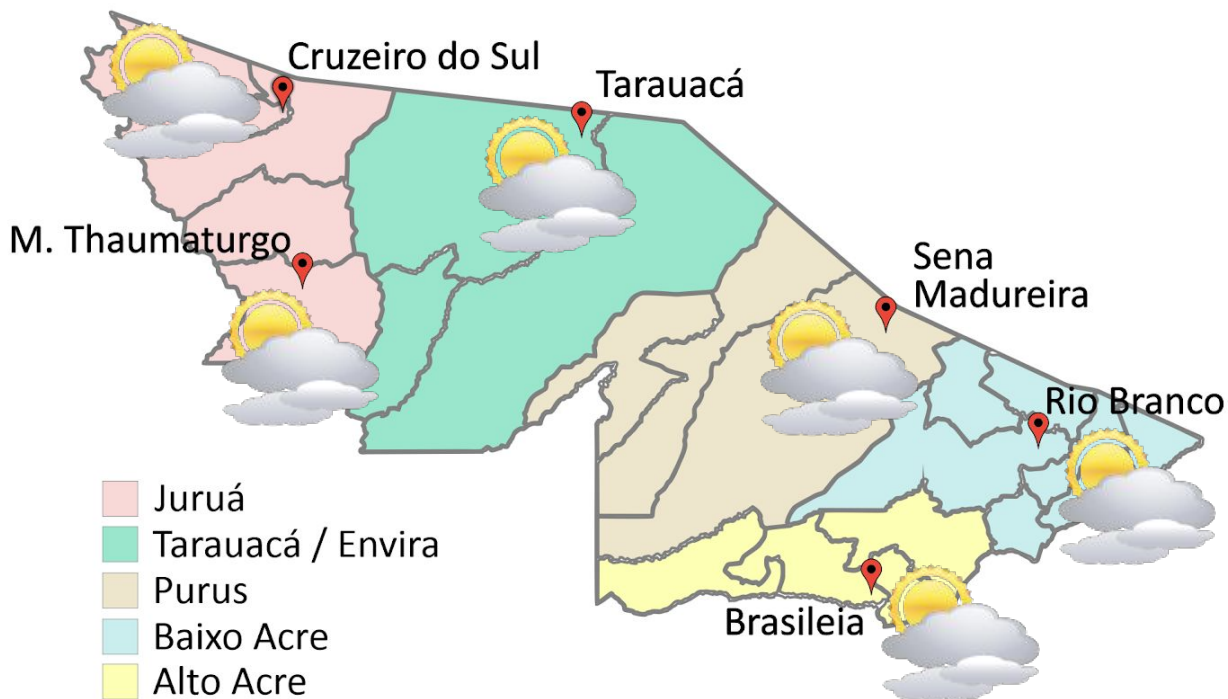 Cruzeiro do Sul
Tarauacá
M. Thaumaturgo
Sena
Madureira
Rio Branco
Brasileia
Juruá
Tarauacá / Envira
Purus
Baixo Acre
Alto Acre